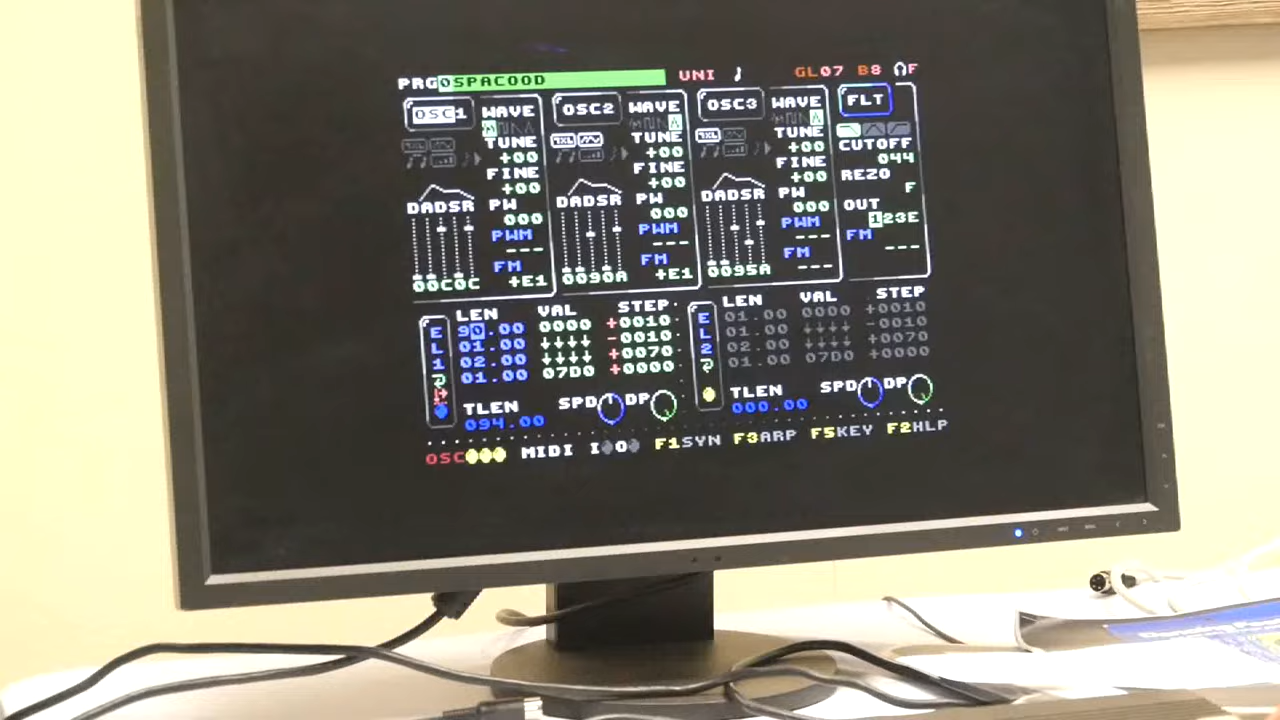 PRG 0SPACOOD UNI GL07 B8 F
OSC1 WAVE OSC2 WAVE OSC3 WAVE FLT
TUNE TUNE TUNE CUTOFF
+00 +00 +00 044
FINE FINE FINE REZO
+00 +00 +00 F
DADSR PW DADSR PW DADSR PW OUT
000 000 000 123E
PWM PWM PWM FM
--- --- --- ---
FM FM FM
00C0C +E1 0090A +E1 0095A ---
LEN VAL STEP LEN VAL STEP
90.00 0000 +0010 01.00 0000 +0010
01.00 ↓↓↓↓ -0010 01.00 ↓↓↓↓ -0010
02.00 ↓↓↓↓ +0070 02.00 ↓↓↓↓ +0070
01.00 07D0 +0000 01.00 07D0 +0000
EL1 EL2
TLEN SPD DP TLEN SPD DP
094.00 000.00
OSC MIDI I O F1SYN F3ARP F5KEY F2HLP